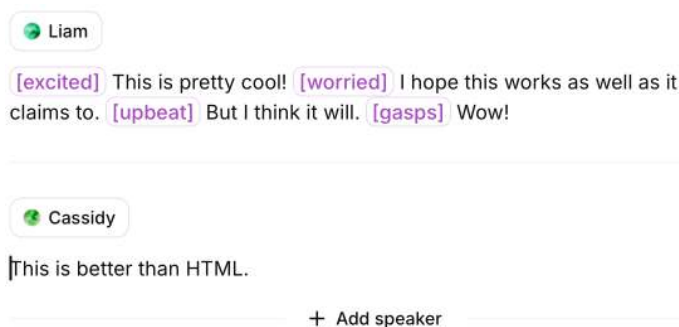 Liam
[excited] This is pretty cool! [worried] I hope this works as well as it
claims to. [upbeat] But I think it will. [gasps] Wow!
Cassidy
This is better than HTML.
+ Add speaker